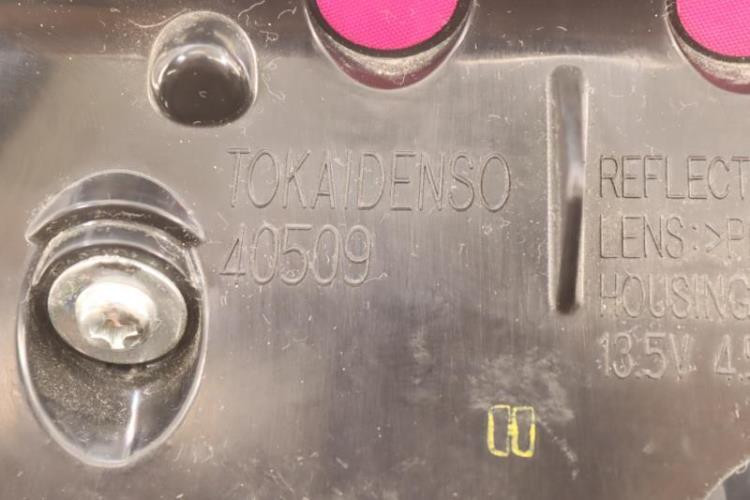 TOKAIDENSO
40509
REFLECT
LENS:>P
HOUSING
13.5V 4.